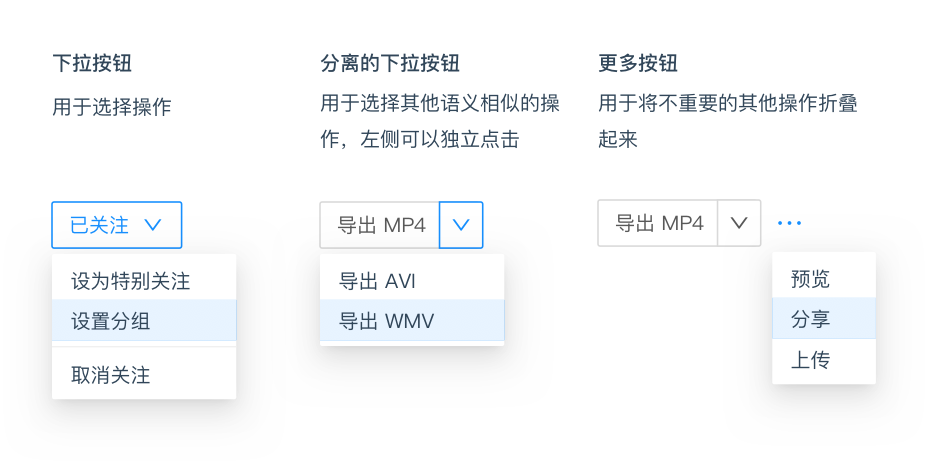 下拉按钮
用于选择操作
已关注
设为特别关注
设置分组
取消关注
分离的下拉按钮
用于选择其他语义相似的操
作，左侧可以独立点击
导出 MP4
导出 AVI
导出 WMV
更多按钮
用于将不重要的其他操作折叠
起来
导出 MP4
预览
分享
上传